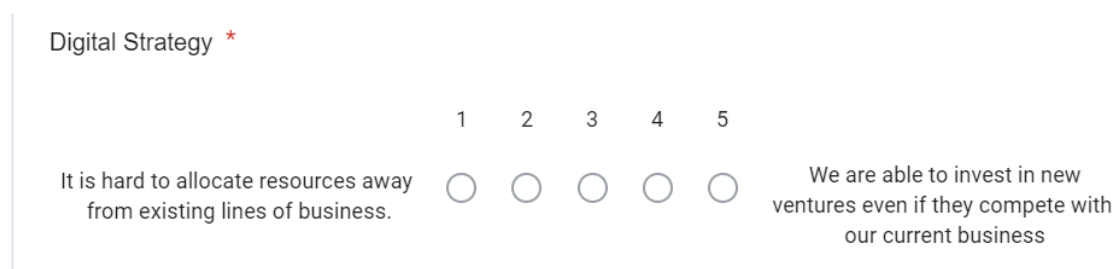 Digital Strategy *
1 2 3 4 5
It is hard to allocate resources away
from existing lines of business.
We are able to invest in new
ventures even if they compete with
our current business